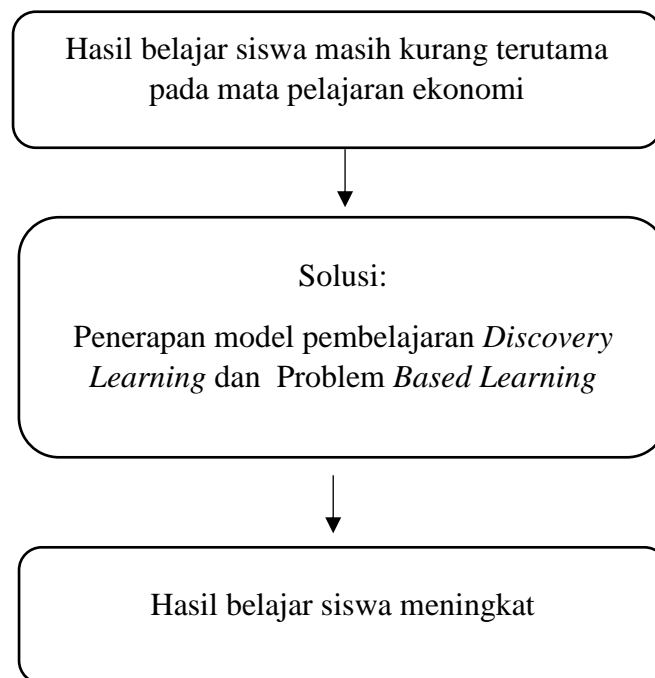 Hasil belajar siswa masih kurang terutama
pada mata pelajaran ekonomi
Solusi:
Penerapan model pembelajaran Discovery
Learning dan Problem Based Learning
Hasil belajar siswa meningkat